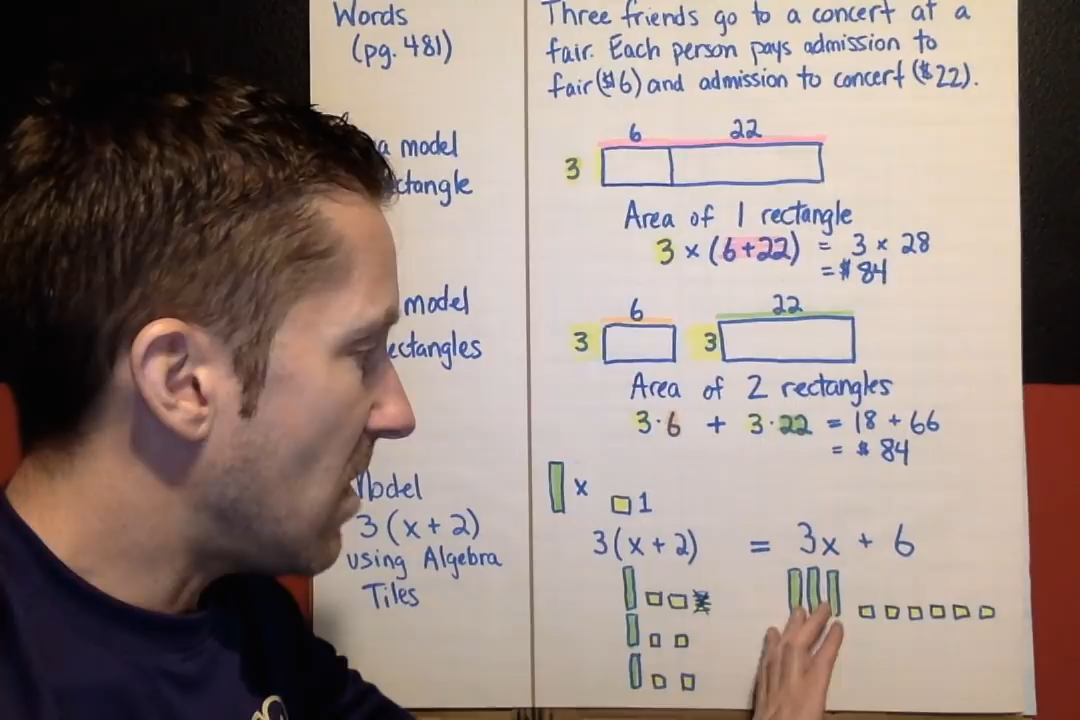 Words
(pg. 481)
a model
ctangle
model
ectangles
Model
3(x+2)
using Algebra
Tiles
Three friends go to a concert at a
fair. Each person pays admission to
fair ($6) and admission to concert ($22).
6 22
3
Area of 1 rectangle
3 × (6+22) = 3 × 28
= $84
6 22
3 3
Area of 2 rectangles
3·6 + 3·22 = 18 + 66
= $84
x 1
3(x+2) = 3x + 6